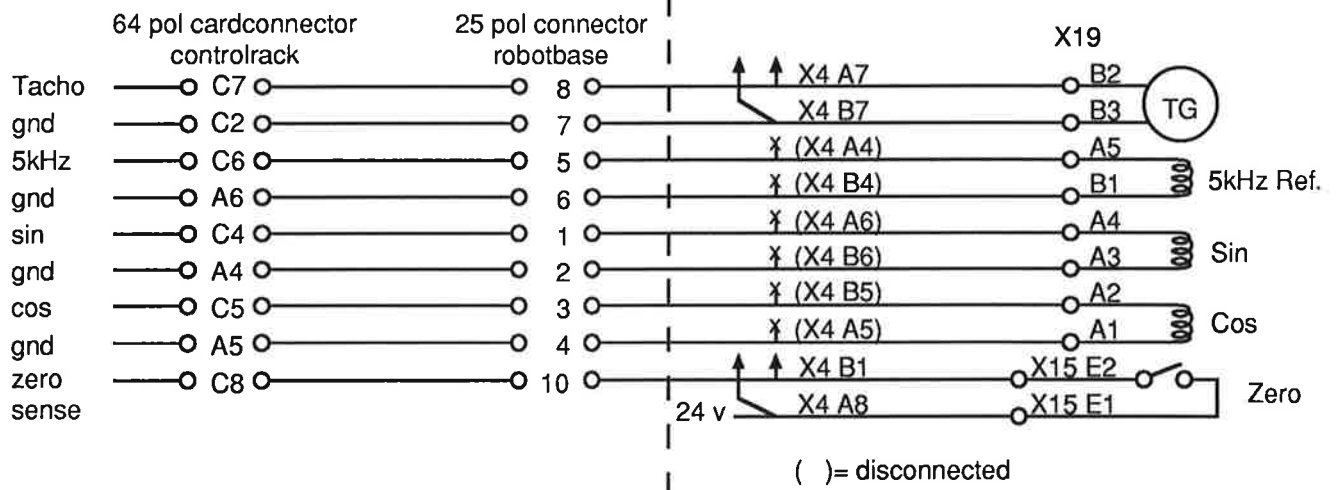 64 pol cardconnector
controlrack
25 pol connector
robotbase
X19
Tacho C7 8 X4 A7 B2
TG
gnd C2 7 X4 B7 B3
5kHz C6 5 (X4 A4) A5
5kHz Ref.
gnd A6 6 (X4 B4) B1
sin C4 1 (X4 A6) A4
Sin
gnd A4 2 (X4 B6) A3
cos C5 3 (X4 B5) A2
Cos
gnd A5 4 (X4 A5) A1
zero C8 10 X4 B1 X15 E2
Zero
sense 24 v X4 A8 X15 E1
( )= disconnected